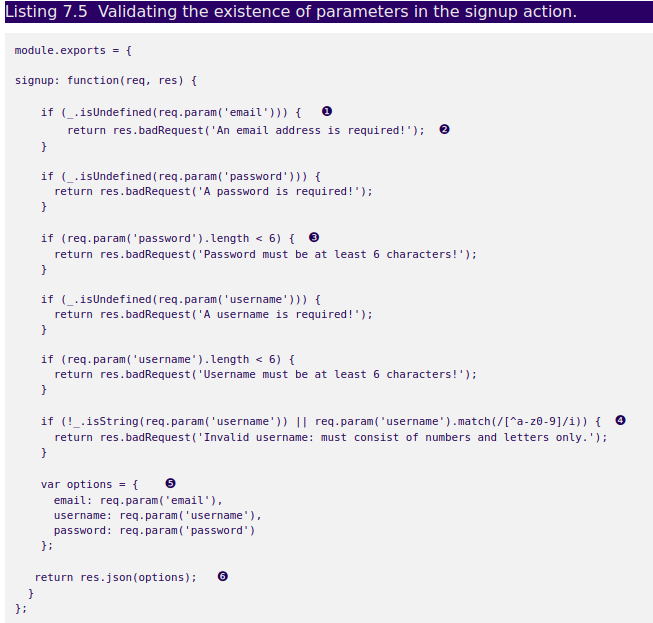 Listing 7.5  Validating the existence of parameters in the signup action.
module.exports = {
signup: function(req, res) {
if (_.isUndefined(req.param('email'))) { ❶
return res.badRequest('An email address is required!'); ❷
}
if (_.isUndefined(req.param('password'))) {
return res.badRequest('A password is required!');
}
if (req.param('password').length < 6) { ❸
return res.badRequest('Password must be at least 6 characters!');
}
if (_.isUndefined(req.param('username'))) {
return res.badRequest('A username is required!');
}
if (req.param('username').length < 6) {
return res.badRequest('Username must be at least 6 characters!');
}
if (!_.isString(req.param('username')) || req.param('username').match(/[^a-z0-9]/i)) { ❹
return res.badRequest('Invalid username: must consist of numbers and letters only.');
}
var options = { ❺
email: req.param('email'),
username: req.param('username'),
password: req.param('password')
};
return res.json(options); ❻
}
};